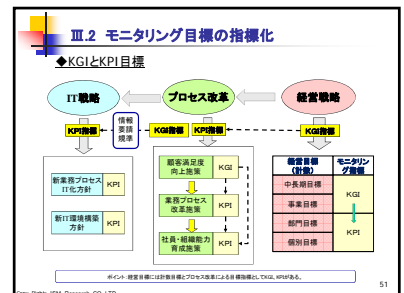 Ⅲ.2 モニタリング目標の指標化
◆KGIとKPI目標
IT戦略
プロセス改革
経営戦略
情報
要請
規準
KPI指標
KGI指標
KPI指標
KGI指標
新業務プロセス
IT化方針
KPI
新IT環境構築
方針
KPI
顧客満足度
向上施策
KGI
業務プロセス
改革施策
KPI
社員・組織能力
育成施策
KPI
経営目標
(計数)
モニタリン
グ指標
中長期目標
事業目標
部門目標
個別目標
KGI
KPI
ポイント：経営目標には計数目標とプロセス改革による目標指標としてKGI、KPIがある。
51